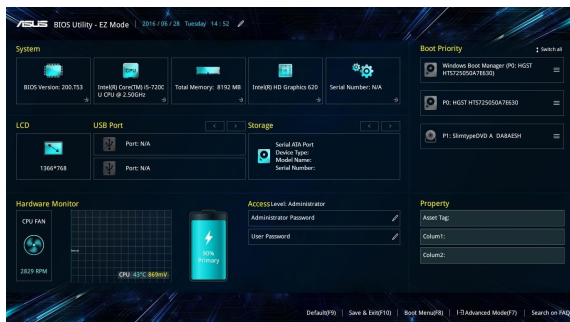 ASUS BIOS Utility - EZ Mode 2016/06/28 Tuesday 14:52
System
BIOS Version: 200.T53
Intel(R) Core(TM) i5-7200
U CPU @ 2.50GHz
Total Memory: 8192 MB
Intel(R) HD Graphics 620
Serial Number: N/A
Boot Priority
Switch all
Windows Boot Manager (P0: HGST
HTS725050A7E630)
P0: HGST HTS725050A7E630
P1: SlimtypeDVD A DA8AESH
LCD
1366*768
USB Port
Port: N/A
Port: N/A
Storage
Serial ATA Port
Device Type:
Model Name:
Serial Number:
Hardware Monitor
CPU FAN
2829 RPM
CPU 43°C 869mV
90%
Primary
Access Level: Administrator
Administrator Password
User Password
Property
Asset Tag:
Colum1:
Colum2:
Default(F9) Save & Exit(F10) Boot Menu(F8) Advanced Mode(F7) Search on FAQ